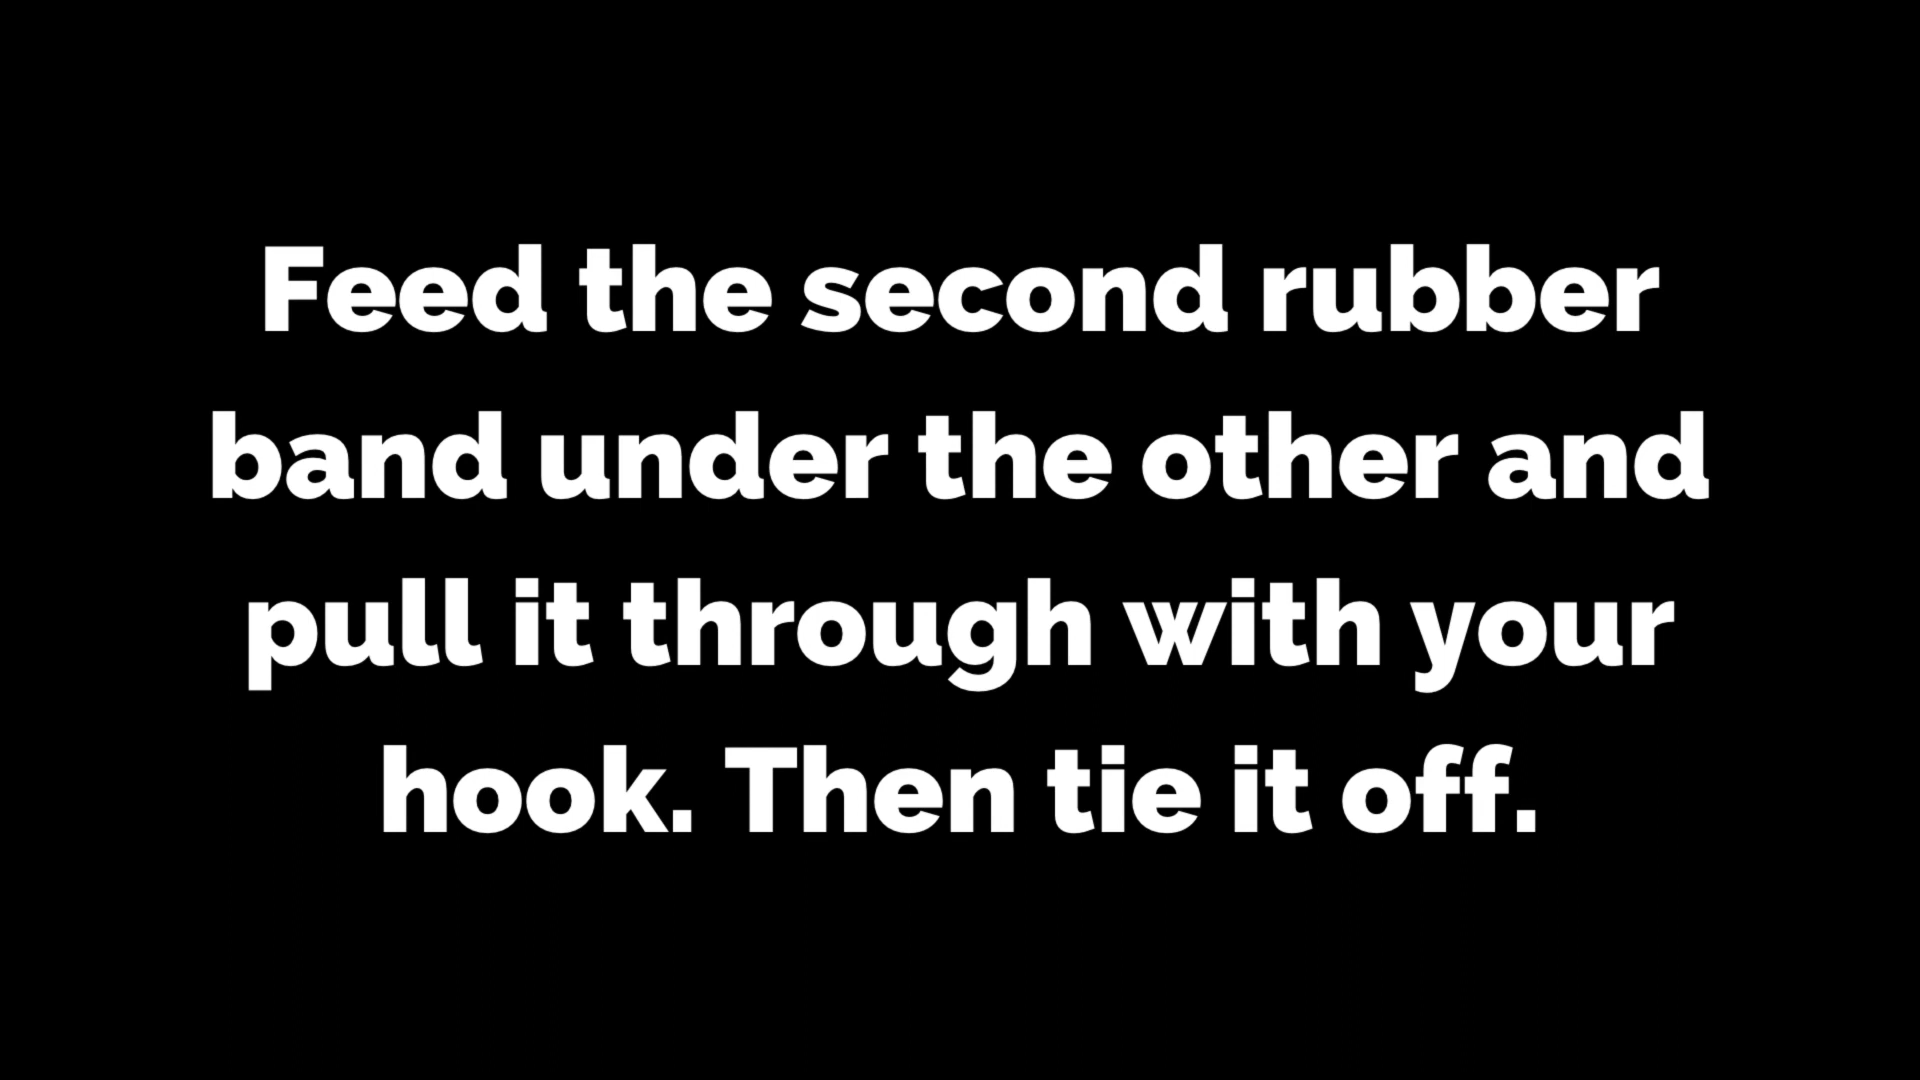 Feed the second rubber
band under the other and
pull it through with your
hook. Then tie it off.